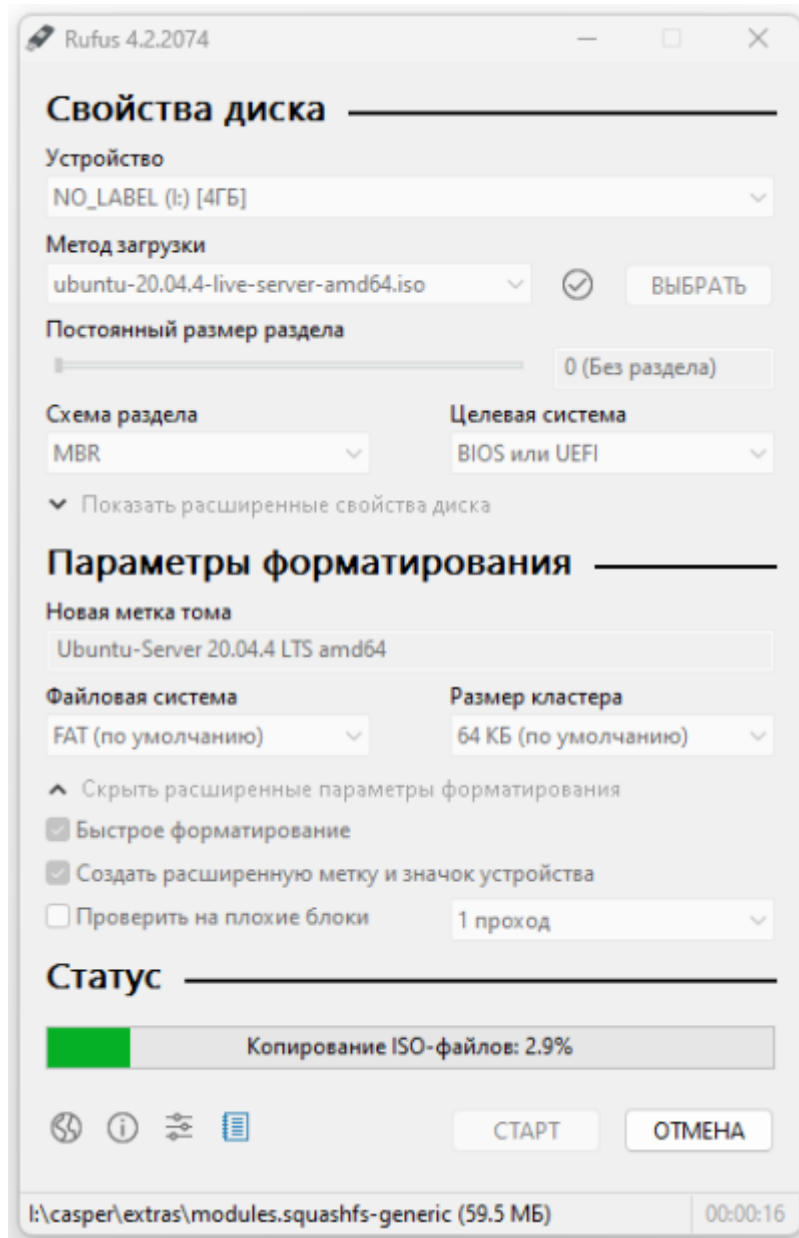 Rufus 4.2.2074
Свойства диска
Устройство
NO_LABEL (I:) [4ГБ]
Метод загрузки
ubuntu-20.04.4-live-server-amd64.iso
ВЫБРАТЬ
Постоянный размер раздела
0 (Без раздела)
Схема раздела Целевая система
MBR BIOS или UEFI
Показать расширенные свойства диска
Параметры форматирования
Новая метка тома
Ubuntu-Server 20.04.4 LTS amd64
Файловая система Размер кластера
FAT (по умолчанию) 64 КБ (по умолчанию)
Скрыть расширенные параметры форматирования
Быстрое форматирование
Создать расширенную метку и значок устройства
Проверить на плохие блоки 1 проход
Статус
Копирование ISO-файлов: 2.9%
СТАРТ ОТМЕНА
I:\casper\extras\modules.squashfs-generic (59.5 МБ) 00:00:16